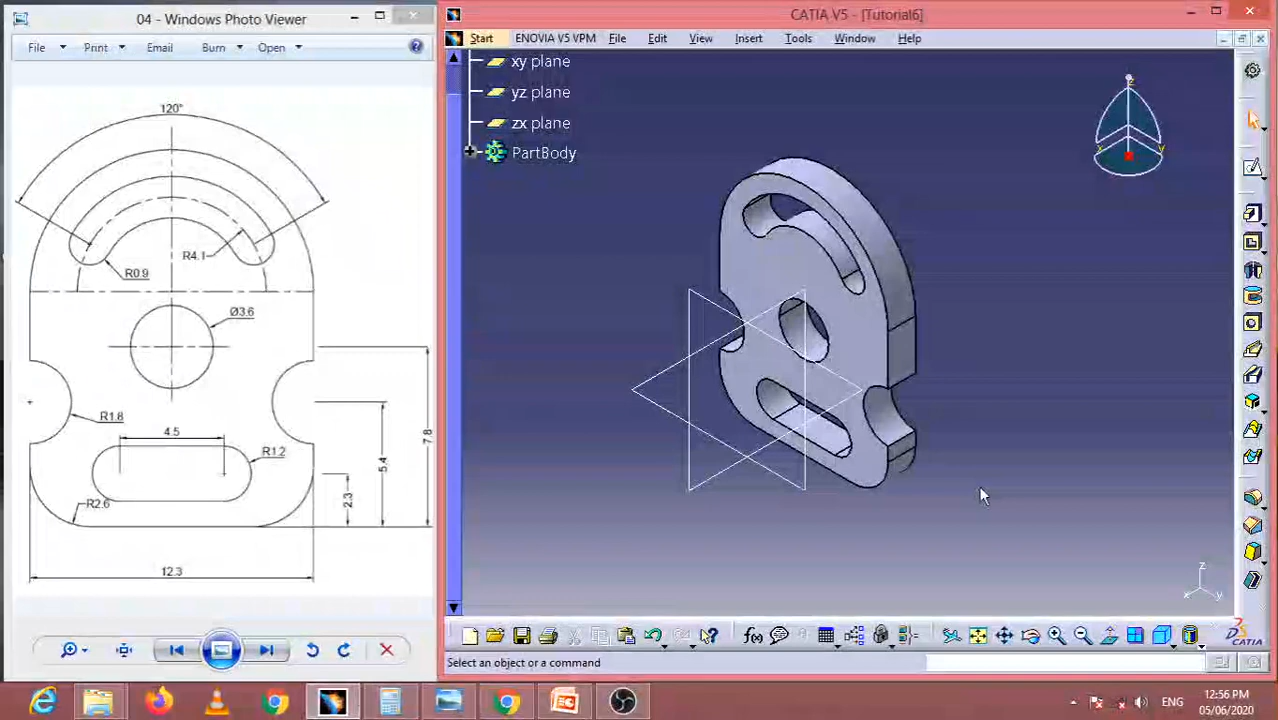 04 - Windows Photo Viewer
File Print Email Burn Open
120°
R4.1
R0.9
Ø3.6
R1.8
4.5
R1.2
7.8
5.4
2.3
R2.6
12.3
CATIA V5 - [Tutorial6]
Start ENOVIA V5 VPM File Edit View Insert Tools Window Help
xy plane
yz plane
zx plane
PartBody
z
x y
z
x y
f(x)
CATIA
Select an object or a command
ENG
12:56 PM
05/06/2020